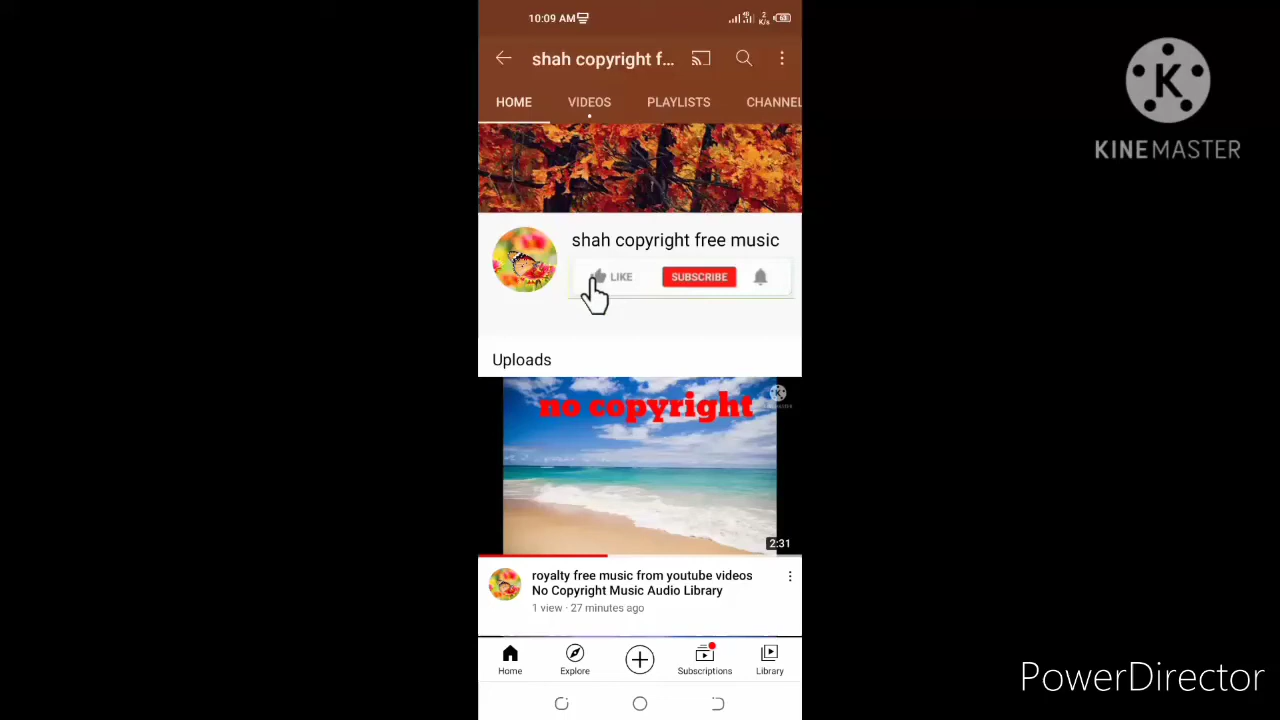 10:09 AM
shah copyright f...
HOME VIDEOS PLAYLISTS CHANNEL
KINEMASTER
shah copyright free music
LIKE SUBSCRIBE
Uploads
no copyright
2:31
royalty free music from youtube videos
No Copyright Music Audio Library
1 view · 27 minutes ago
Home Explore Subscriptions Library
PowerDirector